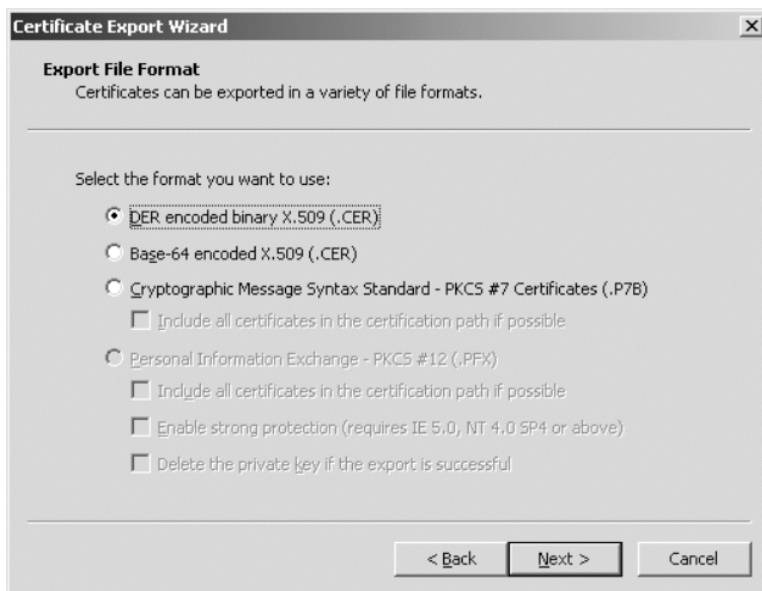 Certificate Export Wizard
Export File Format
Certificates can be exported in a variety of file formats.
Select the format you want to use:
DER encoded binary X.509 (.CER)
Base-64 encoded X.509 (.CER)
Cryptographic Message Syntax Standard - PKCS #7 Certificates (.P7B)
Include all certificates in the certification path if possible
Personal Information Exchange - PKCS #12 (.PFX)
Include all certificates in the certification path if possible
Enable strong protection (requires IE 5.0, NT 4.0 SP4 or above)
Delete the private key if the export is successful
< Back Next > Cancel